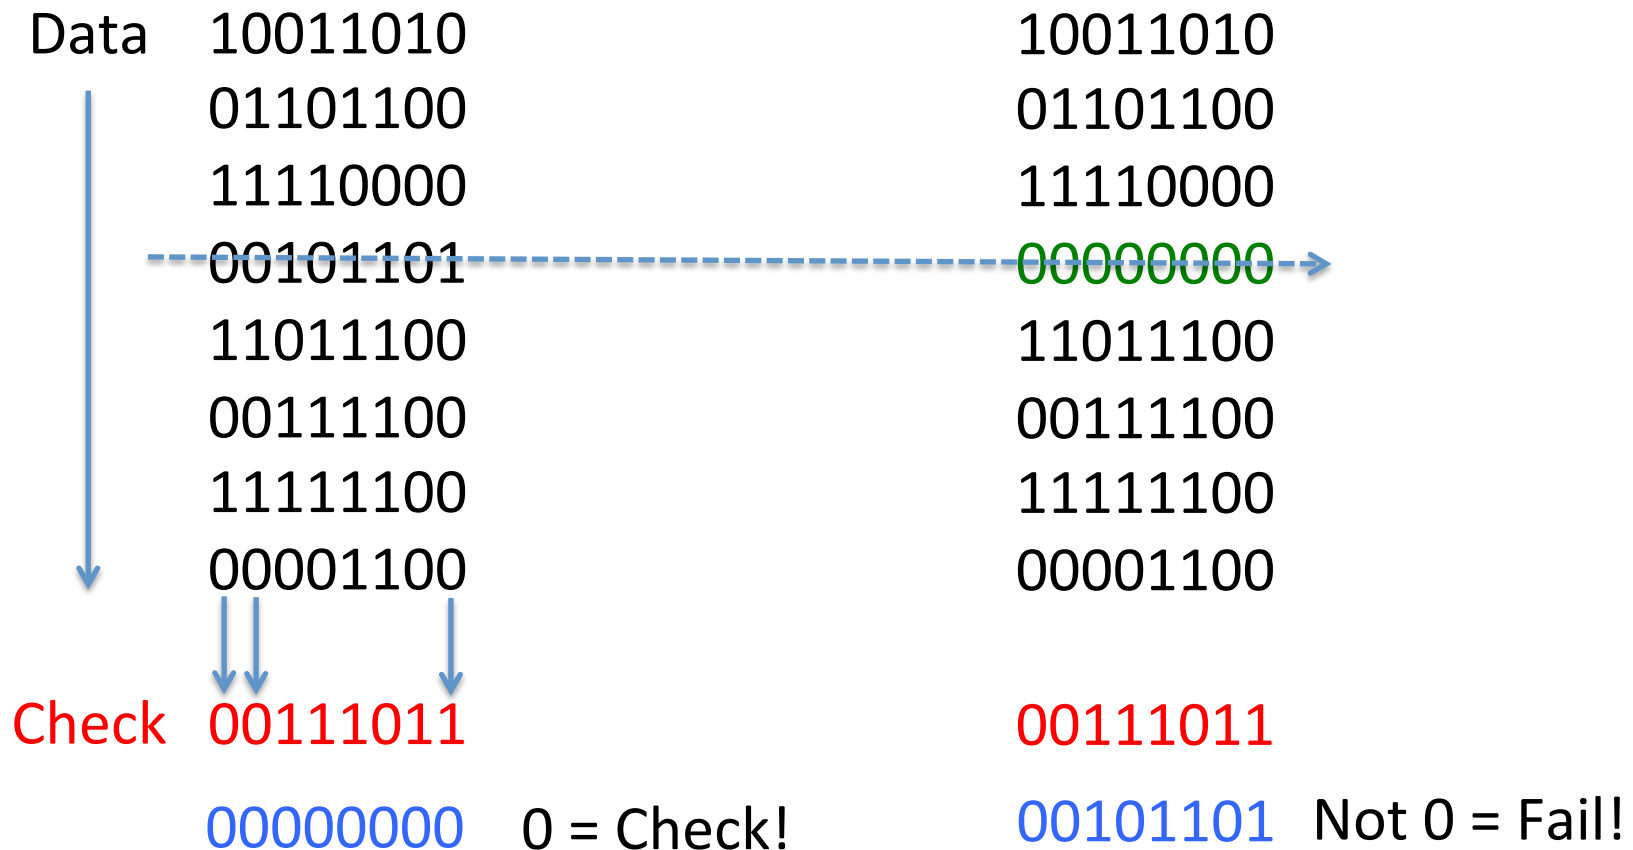 Data 10011010 10011010
01101100 01101100
11110000 11110000
00101101 00000000
11011100 11011100
00111100 00111100
11111100 11111100
00001100 00001100
Check 00111011 00111011
00000000 0 = Check! 00101101 Not 0 = Fail!